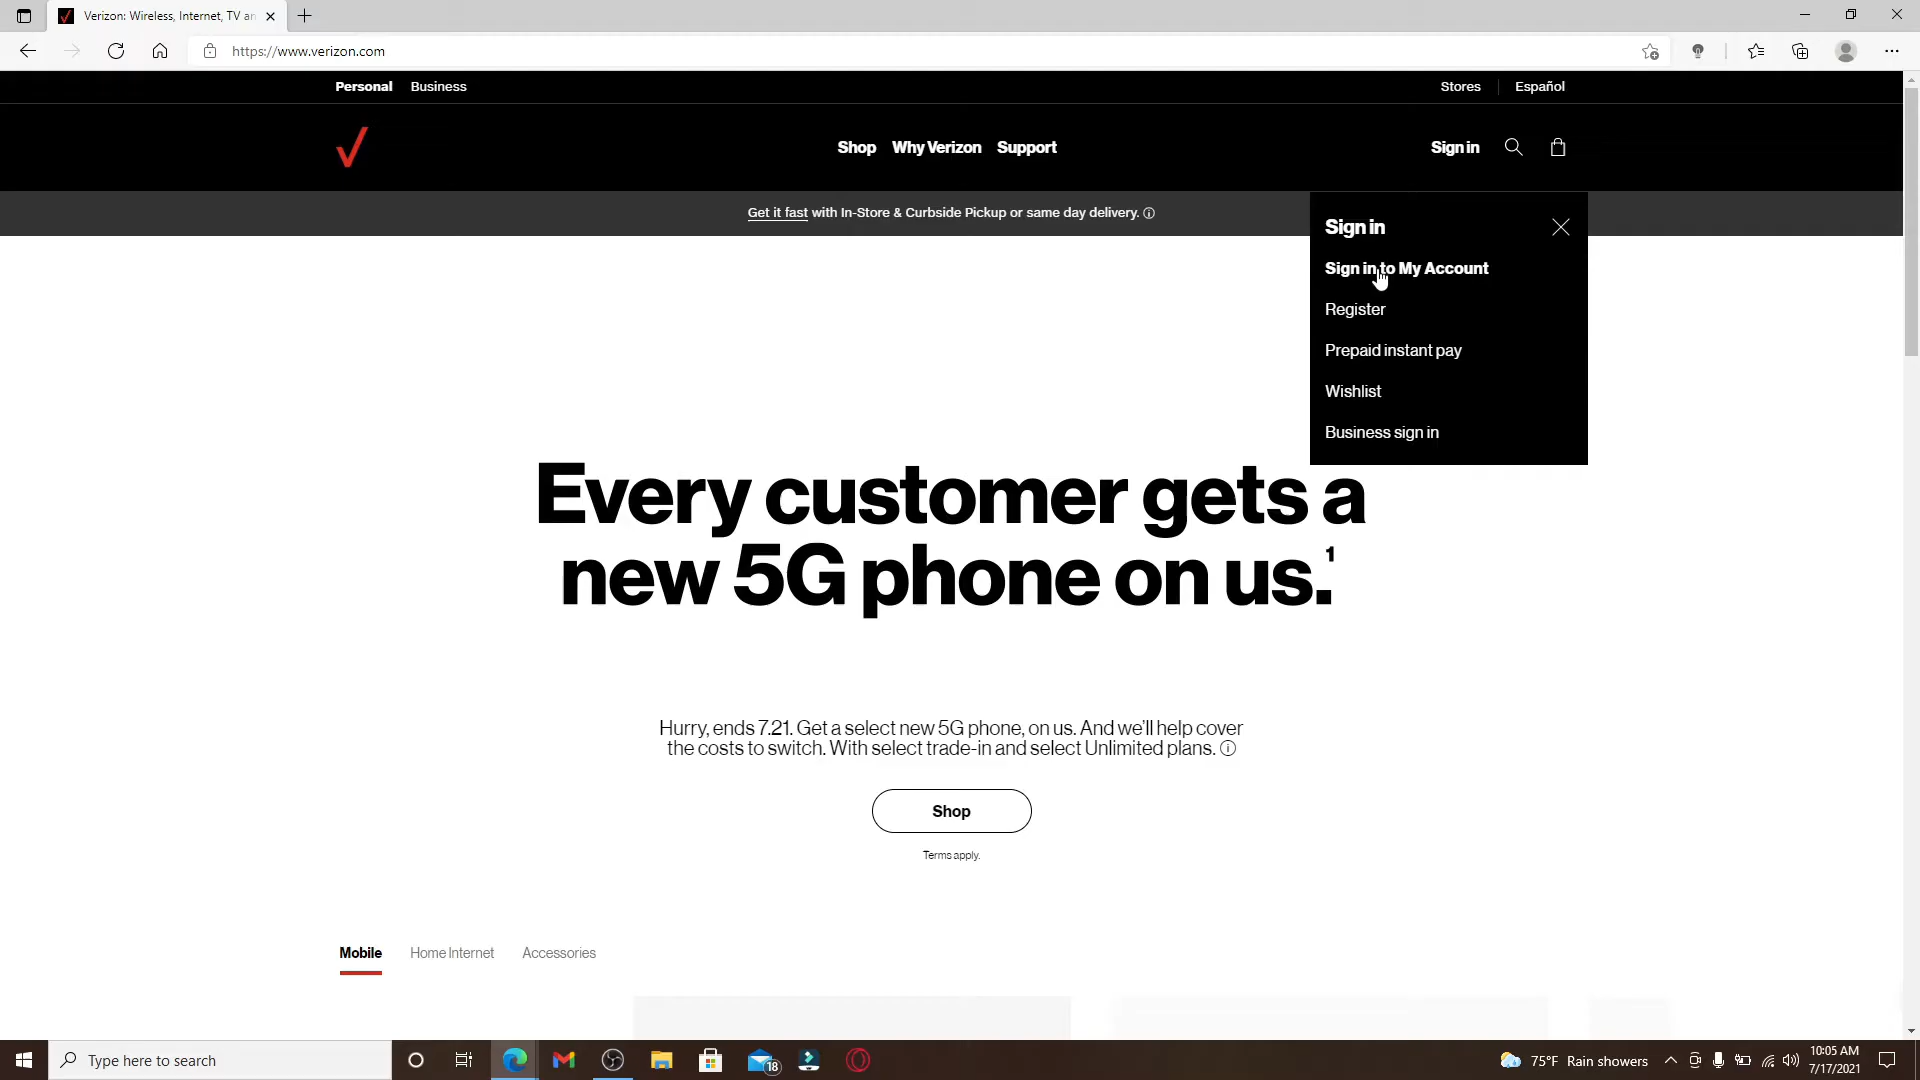 Verizon: Wireless, Internet, TV an
https://www.verizon.com
Personal Business
Stores Español
Shop Why Verizon Support
Sign in
Get it fast with In-Store & Curbside Pickup or same day delivery.
Sign in
Sign in to My Account
Register
Prepaid instant pay
Wishlist
Business sign in
Every customer gets a
new 5G phone on us.¹
Hurry, ends 7.21. Get a select new 5G phone, on us. And we'll help cover
the costs to switch. With select trade-in and select Unlimited plans.
Shop
Terms apply.
Mobile Home Internet Accessories
Type here to search
18
75°F Rain showers
10:05 AM
7/17/2021